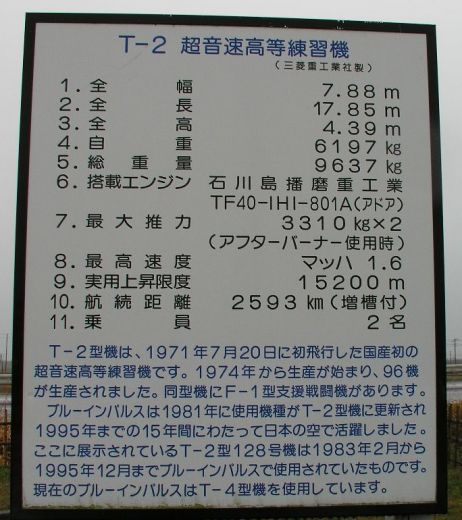 T-2 超音速高等練習機
(三菱重工業社製)
1. 全 幅 7.88 m
2. 全 長 17.85 m
3. 全 高 4.39 m
4. 自 重 6197 kg
5. 総 重 量 9637 kg
6. 搭載エンジン 石川島播磨重工業
TF40-IHI-801A(アドア)
7. 最 大 推 力 3310 kg×2
(アフターバーナー使用時)
8. 最 高 速 度 マッハ 1.6
9. 実用上昇限度 15200 m
10. 航 続 距 離 2593 km(増槽付)
11. 乗 員 2 名
T-2型機は、1971年7月20日に初飛行した国産初の
超音速高等練習機です。1974年から生産が始まり、96機
が生産されました。同型機にF-1型支援戦闘機があります。
ブルーインパルスは1981年に使用機種がT-2型機に更新され
1995年までの15年間にわたって日本の空で活躍しました。
ここに展示されているT-2型128号機は1983年2月から
1995年12月までブルーインパルスで使用されていたものです。
現在のブルーインパルスはT-4型機を使用しています。